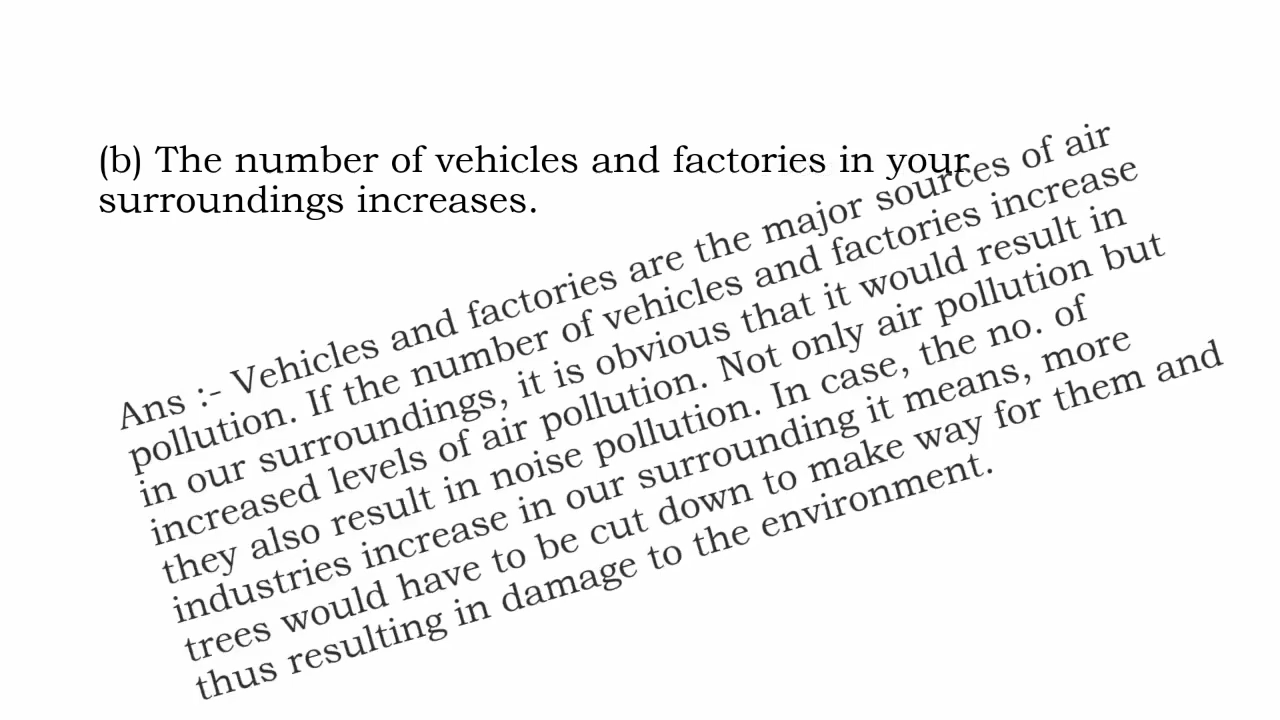 (b) The number of vehicles and factories in your
surroundings increases.
Ans :- Vehicles and factories are the major sources of air
pollution. If the number of vehicles and factories increase
in our surroundings, it is obvious that it would result in
increased levels of air pollution. Not only air pollution but
they also result in noise pollution. In case, the no. of
industries increase in our surrounding it means, more
trees would have to be cut down to make way for them and
thus resulting in damage to the environment.